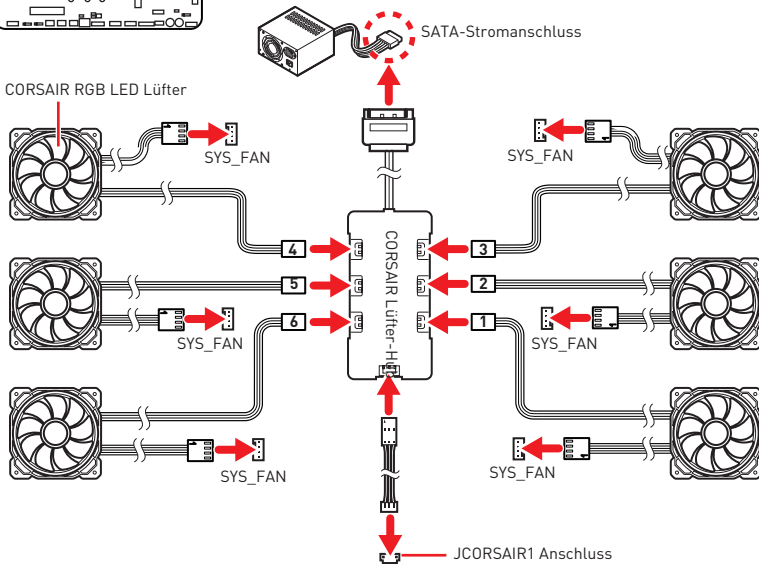 SATA-Stromanschluss
CORSAIR RGB LED Lüfter
SYS_FAN
SYS_FAN
4
3
CORSAIR Lüfter-Hu
5
2
SYS_FAN
SYS_FAN
6
1
SYS_FAN
SYS_FAN
JCORSAIR1 Anschluss